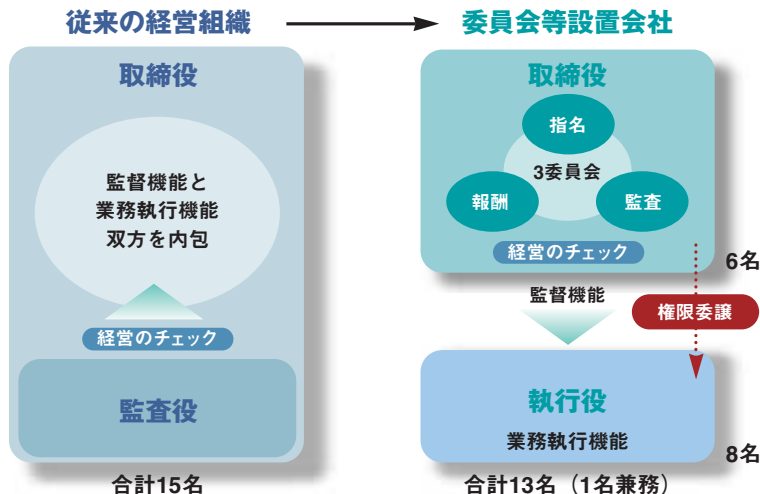 従来の経営組織
取締役
監督機能と
業務執行機能
双方を内包
経営のチェック
監査役
合計15名
委員会等設置会社
取締役
指名
3委員会
報酬
監査
経営のチェック
6名
監督機能
権限委譲
執行役
業務執行機能
8名
合計13名（1名兼務）